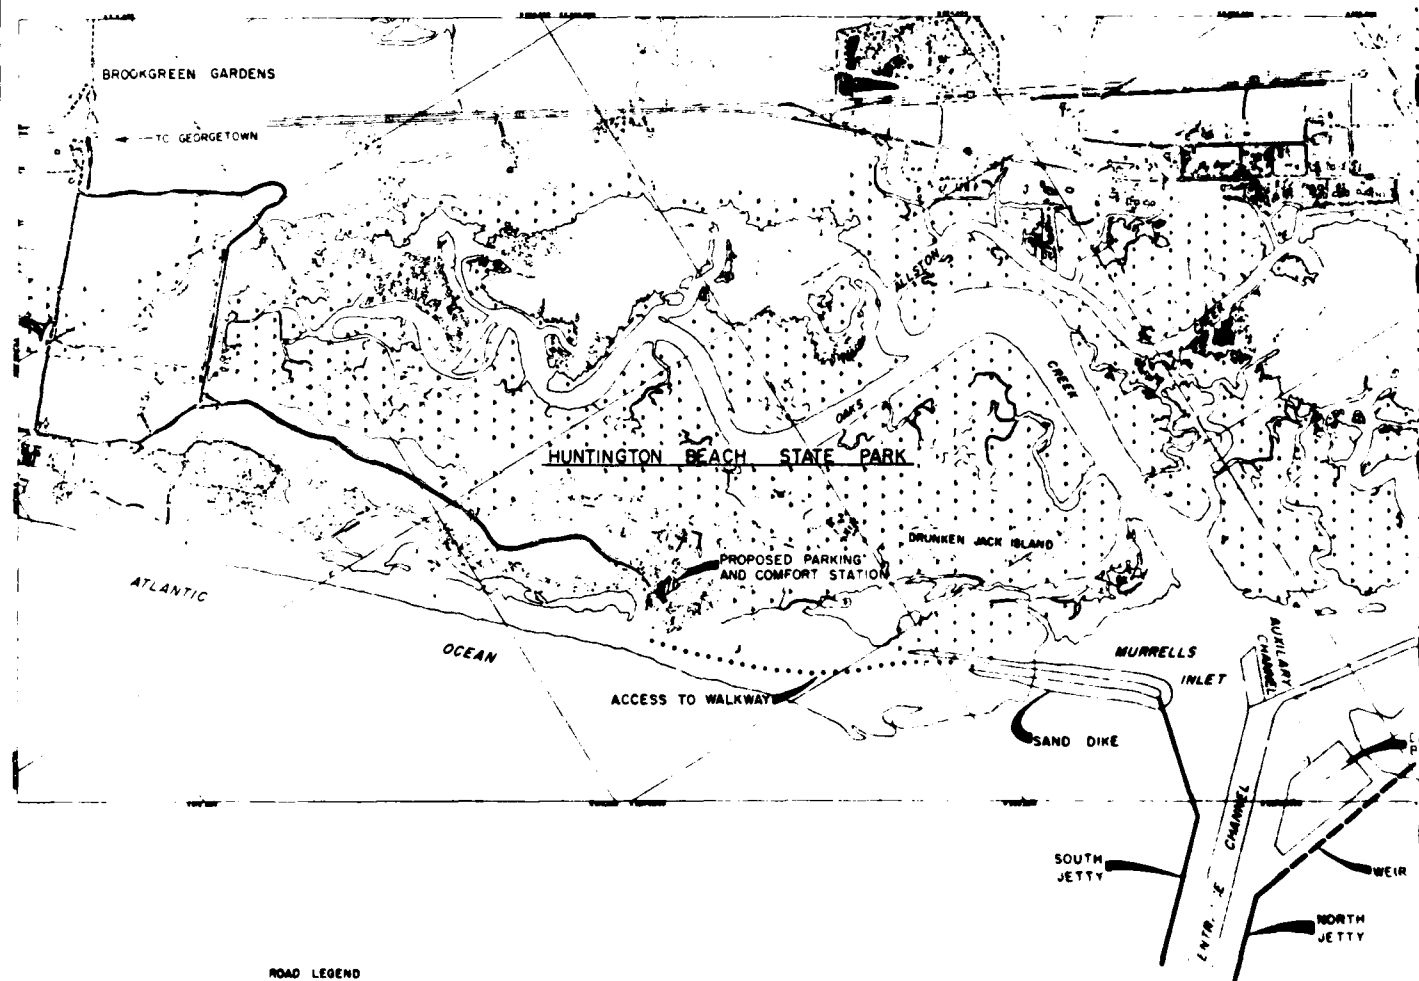 BROOKGREEN GARDENS
TC GEORGETOWN
ALLSTON
CREEK
OAKS
HUNTINGTON BEACH STATE PARK
DRUNKEN JACK ISLAND
PROPOSED PARKING
AND COMFORT STATION
ATLANTIC
OCEAN
MURRELLS
INLET
AUXILARY
CHANNEL
ACCESS TO WALKWAY
SAND DIKE
CHANNEL
SOUTH
JETTY
WEIR
NORTH
JETTY
ROAD LEGEND